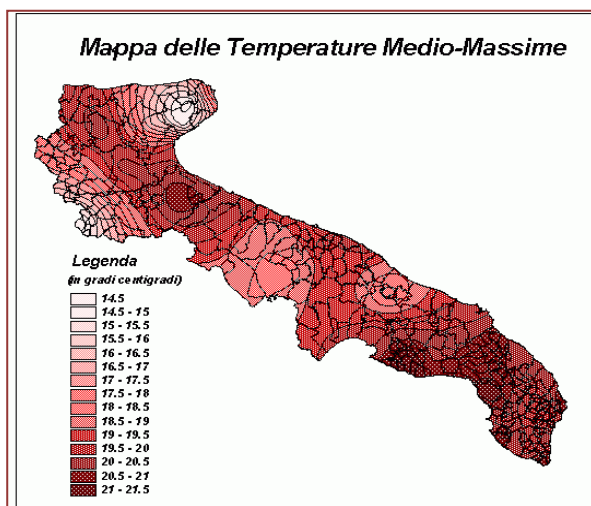 Mappa delle Temperature Medio-Massime
Legenda
(in gradi centigradi)
14.5
14.5 - 15
15 - 15.5
15.5 - 16
16 - 16.5
16.5 - 17
17 - 17.5
17.5 - 18
18 - 18.5
18.5 - 19
19 - 19.5
19.5 - 20
20 - 20.5
20.5 - 21
21 - 21.5